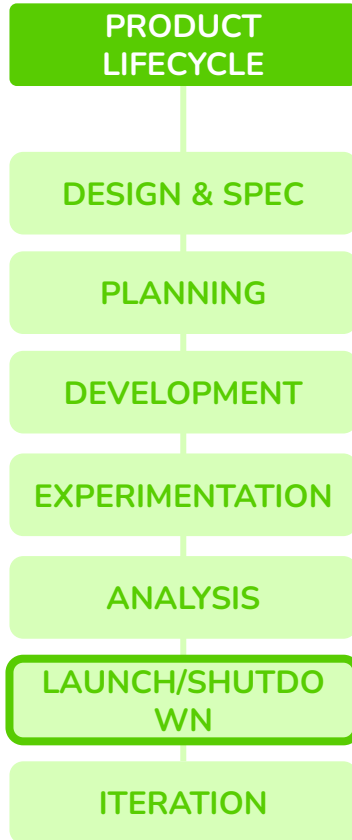 PRODUCT
LIFECYCLE
DESIGN & SPEC
PLANNING
DEVELOPMENT
EXPERIMENTATION
ANALYSIS
LAUNCH/SHUTDO
WN
ITERATION